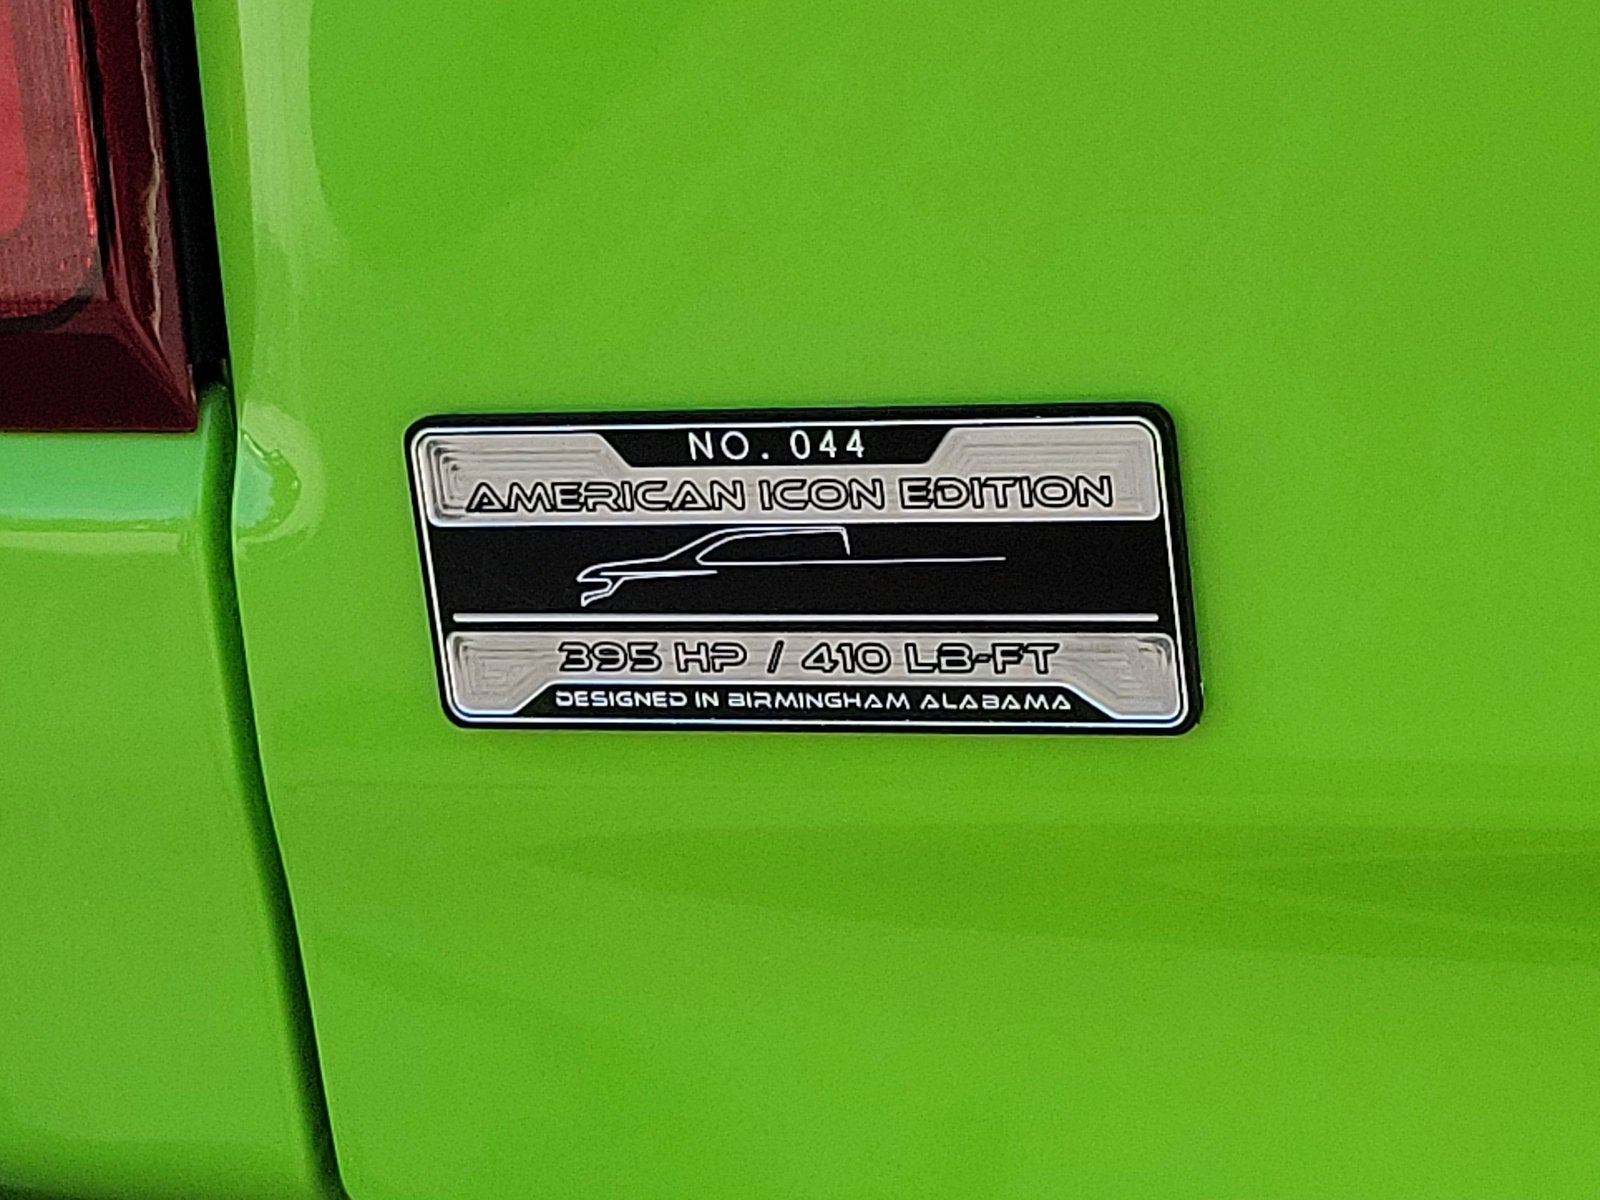 NO. 044
AMERICAN ICON EDITION
395 HP / 410 LB-FT
DESIGNED IN BIRMINGHAM ALABAMA